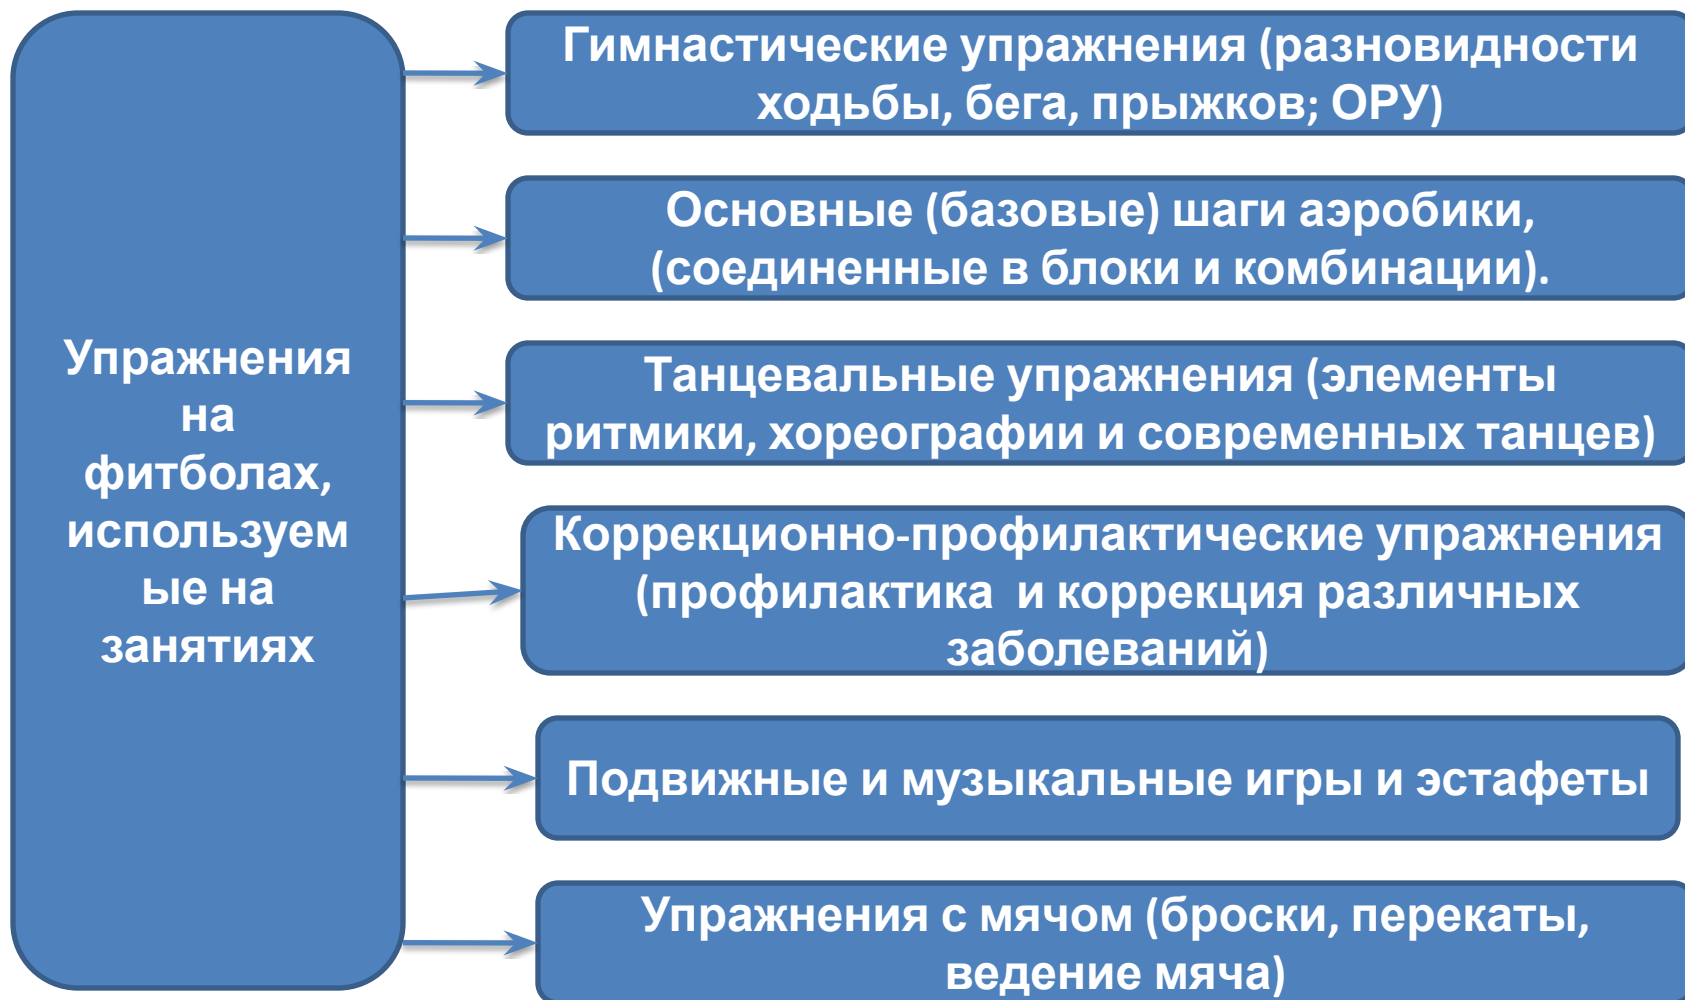 Упражнения
на
фитболах,
используем
ые на
занятиях
Гимнастические упражнения (разновидности
ходьбы, бега, прыжков; ОРУ)
Основные (базовые) шаги аэробики,
(соединенные в блоки и комбинации).
Танцевальные упражнения (элементы
ритмики, хореографии и современных танцев)
Коррекционно-профилактические упражнения
(профилактика  и коррекция различных
заболеваний)
Подвижные и музыкальные игры и эстафеты
Упражнения с мячом (броски, перекаты,
ведение мяча)